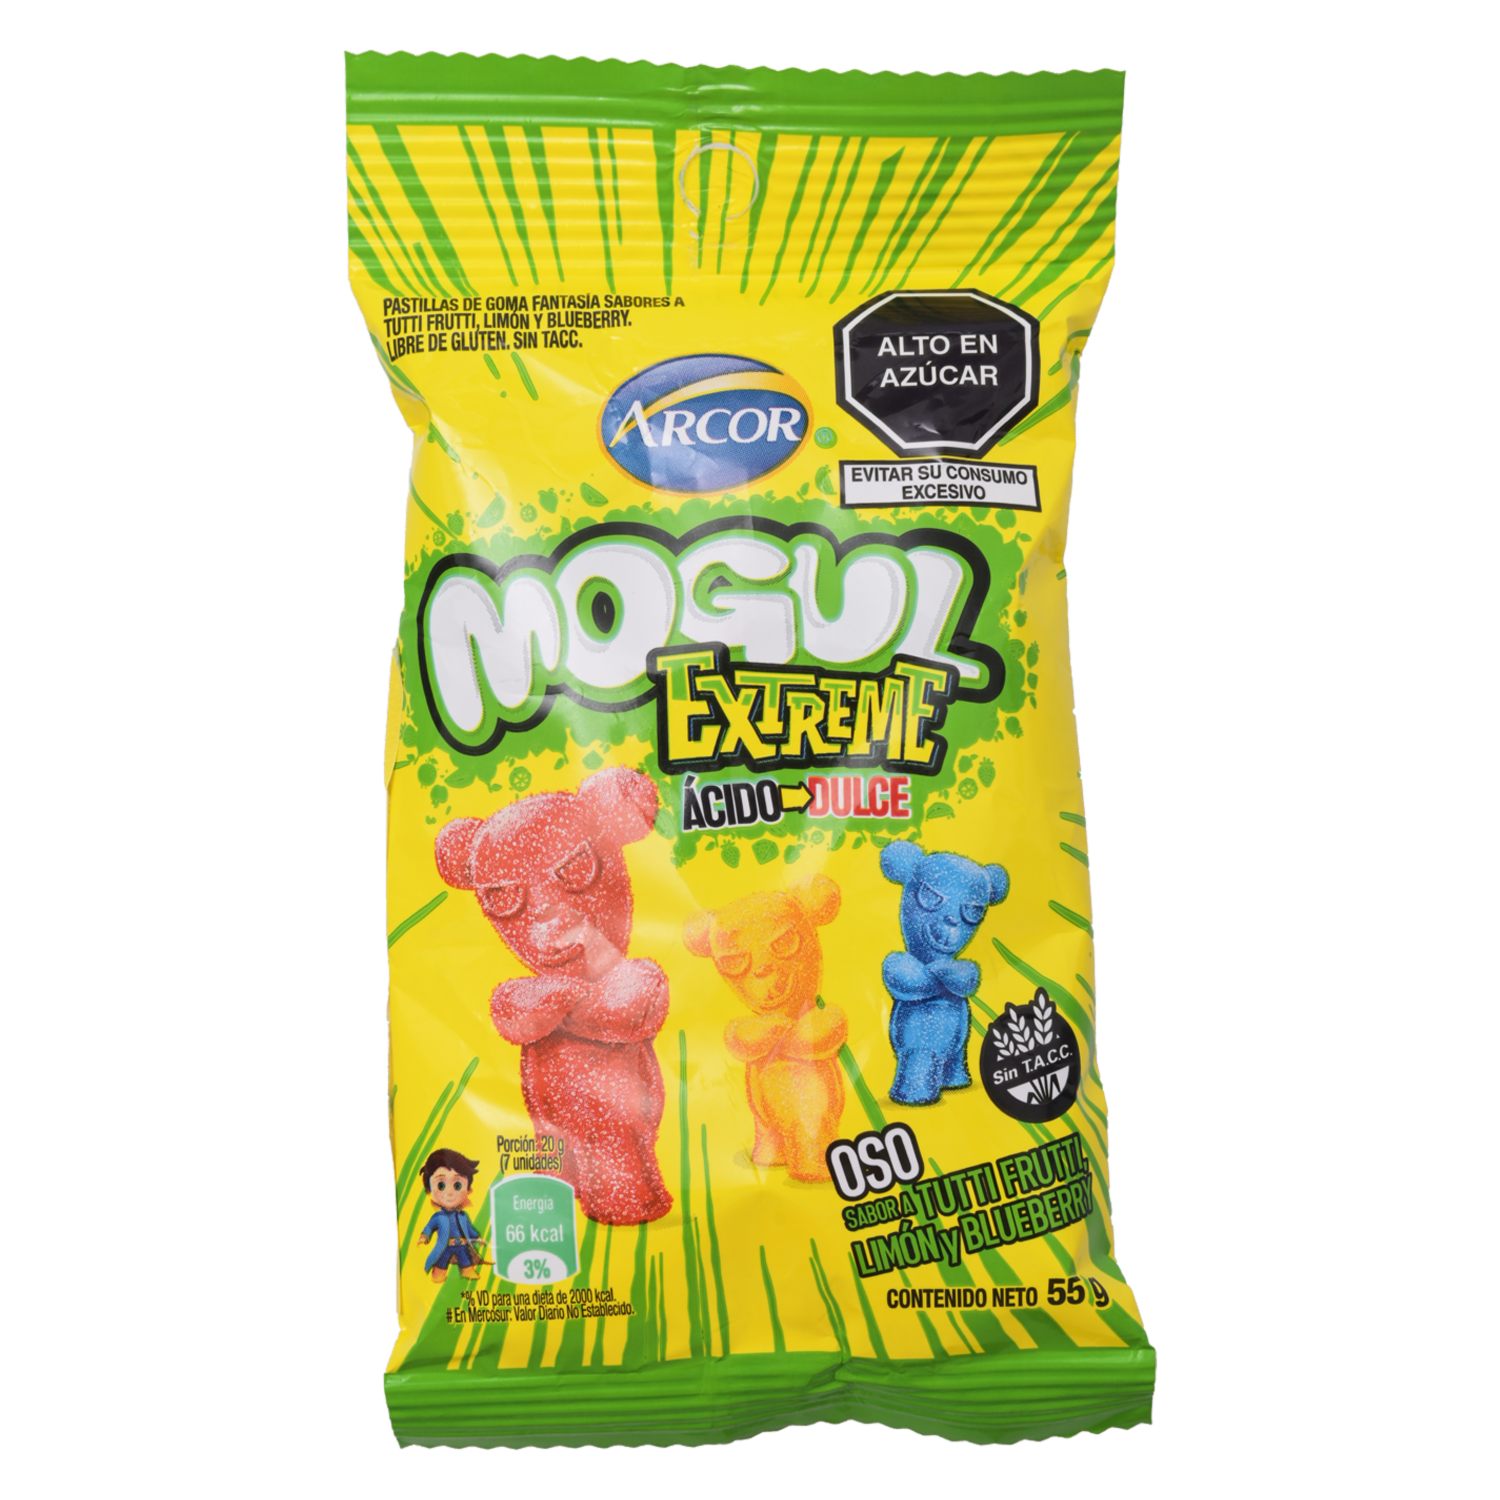 PASTILLAS DE GOMA FANTASÍA SABORES A
TUTTI FRUTTI, LIMÓN Y BLUEBERRY.
LIBRE DE GLUTEN. SIN TACC.
ARCOR
ALTO EN
AZÚCAR
EVITAR SU CONSUMO
EXCESIVO
MOGUL
EXTREME
ÁCIDO DULCE
Sin T.A.C.C.
OSO
SABOR A TUTTI FRUTTI,
LIMÓN y BLUEBERRY
CONTENIDO NETO 55 g
Porción: 20 g
(7 unidades)
Energía
66 kcal
3%
*% VD para una dieta de 2000 kcal.
# En Mercosur: Valor Diario No Establecido.